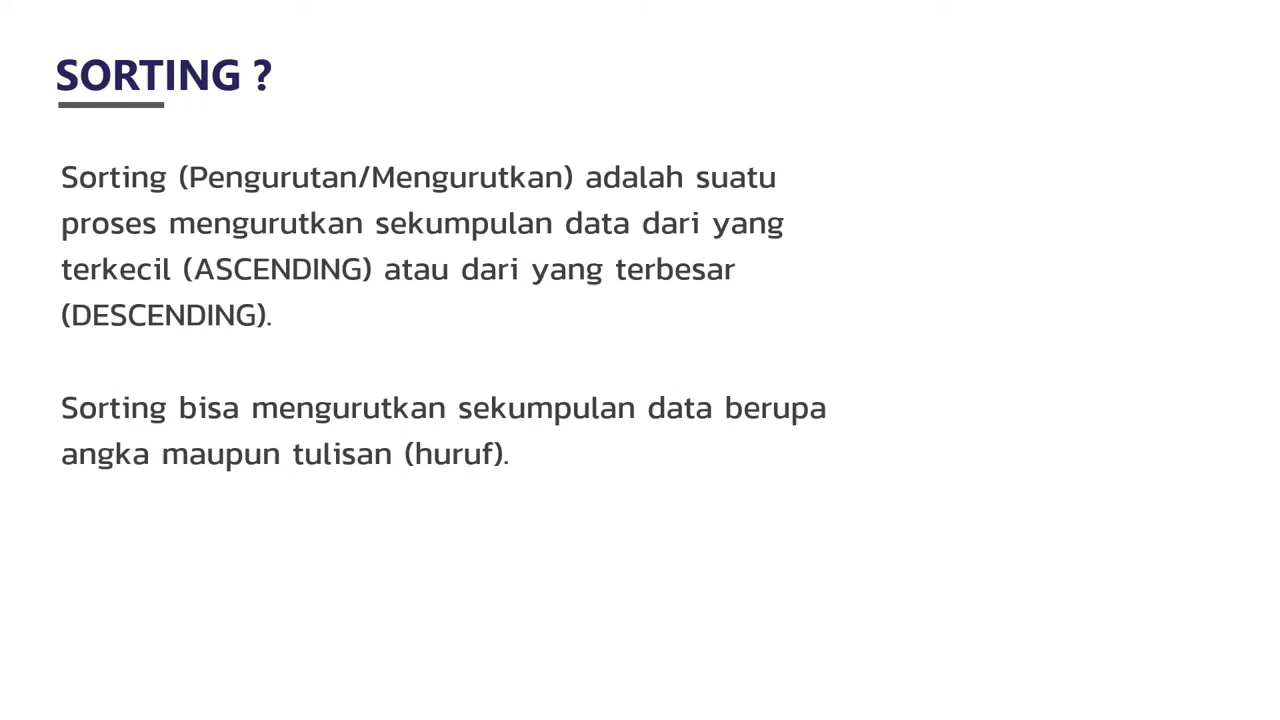 SORTING ?
Sorting (Pengurutan/Mengurutkan) adalah suatu
proses mengurutkan sekumpulan data dari yang
terkecil (ASCENDING) atau dari yang terbesar
(DESCENDING).
Sorting bisa mengurutkan sekumpulan data berupa
angka maupun tulisan (huruf).